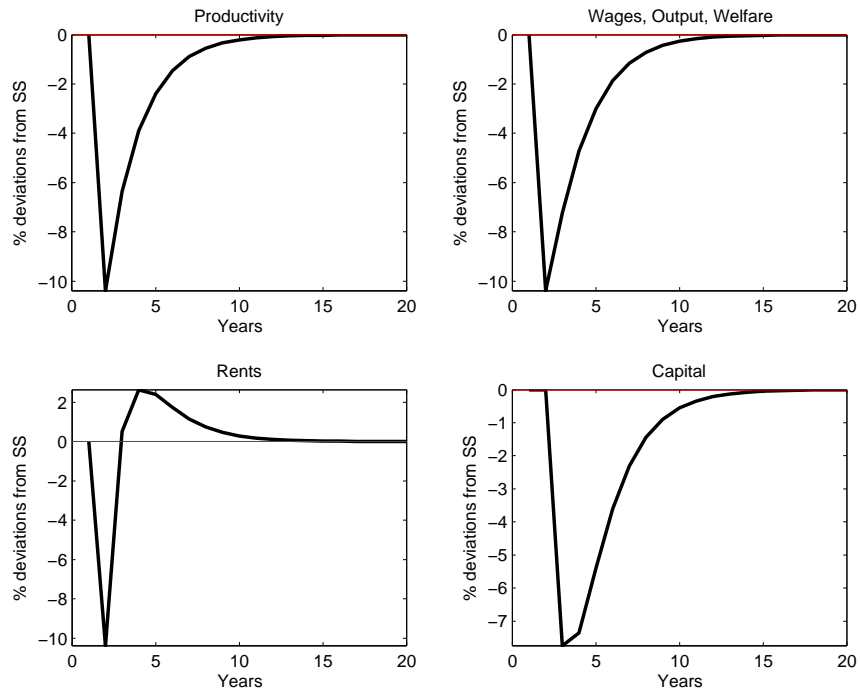 Productivity
0
−2
−4
−6
−8
−10
% deviations from SS
0 5 10 15 20
Years
Wages, Output, Welfare
0
−2
−4
−6
−8
−10
% deviations from SS
0 5 10 15 20
Years
Rents
2
0
−2
−4
−6
−8
−10
% deviations from SS
0 5 10 15 20
Years
Capital
0
−1
−2
−3
−4
−5
−6
−7
% deviations from SS
0 5 10 15 20
Years